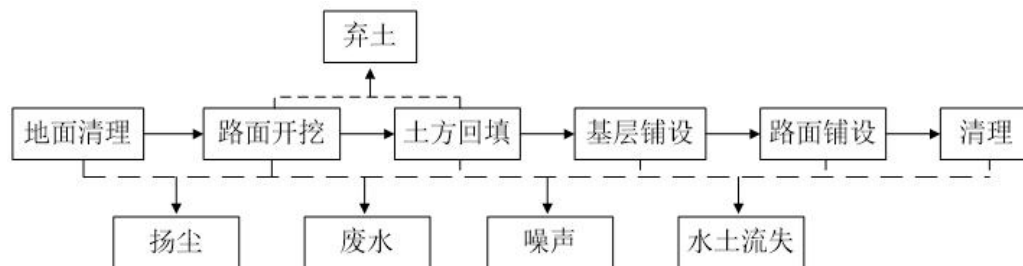 弃土
地面清理
路面开挖
土方回填
基层铺设
路面铺设
清理
扬尘
废水
噪声
水土流失